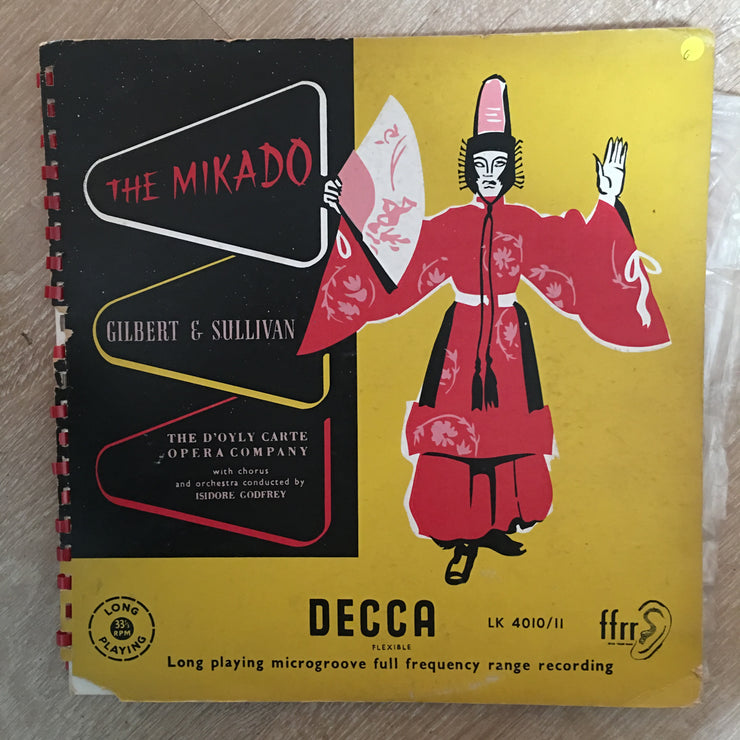 6
THE MIKADO
GILBERT & SULLIVAN
THE D'OYLY CARTE
OPERA COMPANY
with chorus
and orchestra conducted by
ISIDORE GODFREY
LONG
33⅓
RPM
PLAYING
DECCA
FLEXIBLE
LK 4010/11
ffrr
Long playing microgroove full frequency range recording